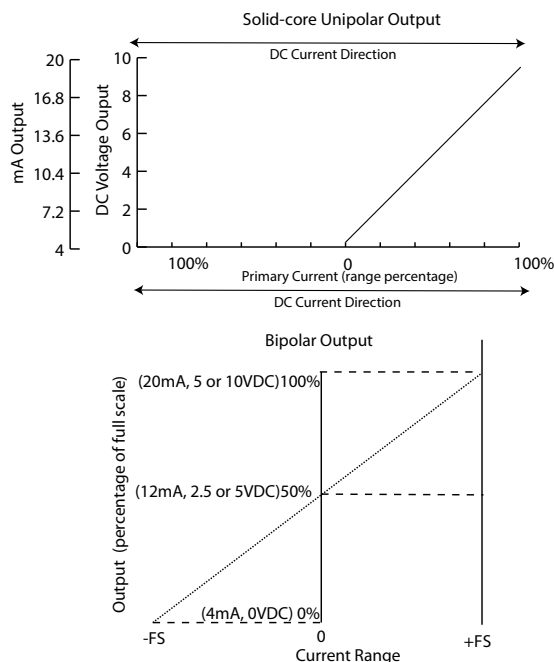 Solid-core Unipolar Output
DC Current Direction
mA Output
20
16.8
13.6
10.4
7.2
4
DC Voltage Ouput
10
8
6
4
2
0
100%
0
100%
Primary Current (range percentage)
DC Current Direction
Bipolar Output
Output (percentage of full scale)
(20mA, 5 or 10VDC)100%
(12mA, 2.5 or 5VDC)50%
(4mA, 0VDC) 0%
-FS
0
+FS
Current Range